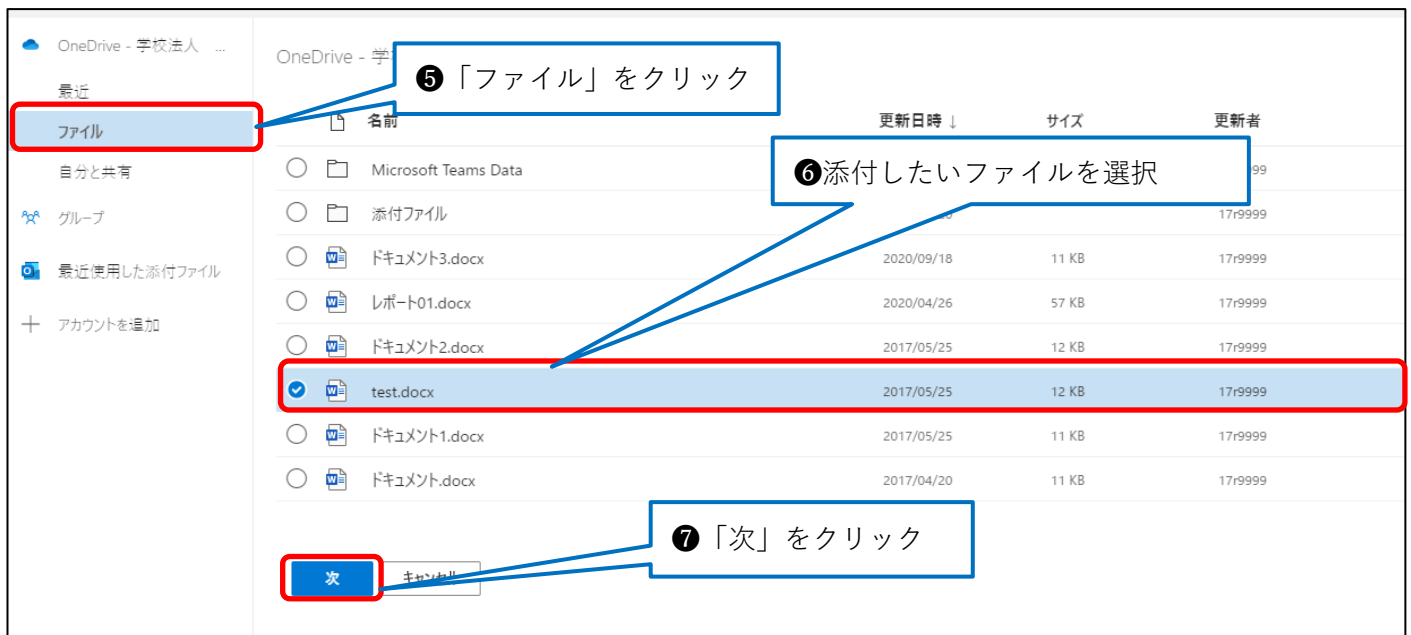 OneDrive - 学校法人 ...
最近
ファイル
自分と共有
グループ
最近使用した添付ファイル
アカウントを追加
OneDrive - 学
❺「ファイル」をクリック
名前 更新日時 ↓ サイズ 更新者
❻添付したいファイルを選択
Microsoft Teams Data 99
添付ファイル 17r9999
ドキュメント3.docx 2020/09/18 11 KB 17r9999
レポート01.docx 2020/04/26 57 KB 17r9999
ドキュメント2.docx 2017/05/25 12 KB 17r9999
test.docx 2017/05/25 12 KB 17r9999
ドキュメント1.docx 2017/05/25 11 KB 17r9999
ドキュメント.docx 2017/04/20 11 KB 17r9999
❼「次」をクリック
次 キャンセル